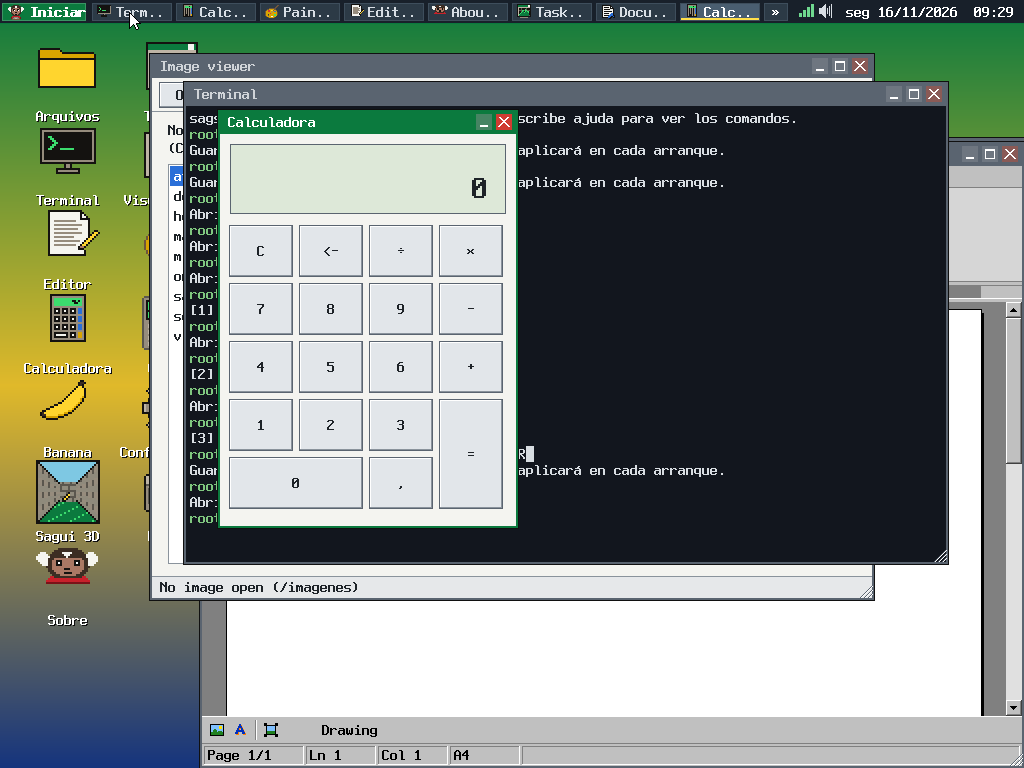 Iniciar Term.. Calc.. Pain.. Edit.. Abou.. Task.. Docu.. Calc.. » seg 16/11/2026 09:29
Arquivos
Terminal
Editor
Calculadora
Banana
Sagui 3D
Sobre
Image viewer
No image open (/imagenes)
Terminal
scribe ajuda para ver los comandos.
aplicará en cada arranque.
aplicará en cada arranque.
[1]
[2]
[3]
R
aplicará en cada arranque.
Calculadora
0
C <- ÷ ×
7 8 9 -
4 5 6 +
1 2 3 =
0 ,
Drawing
Page 1/1 Ln 1 Col 1 A4